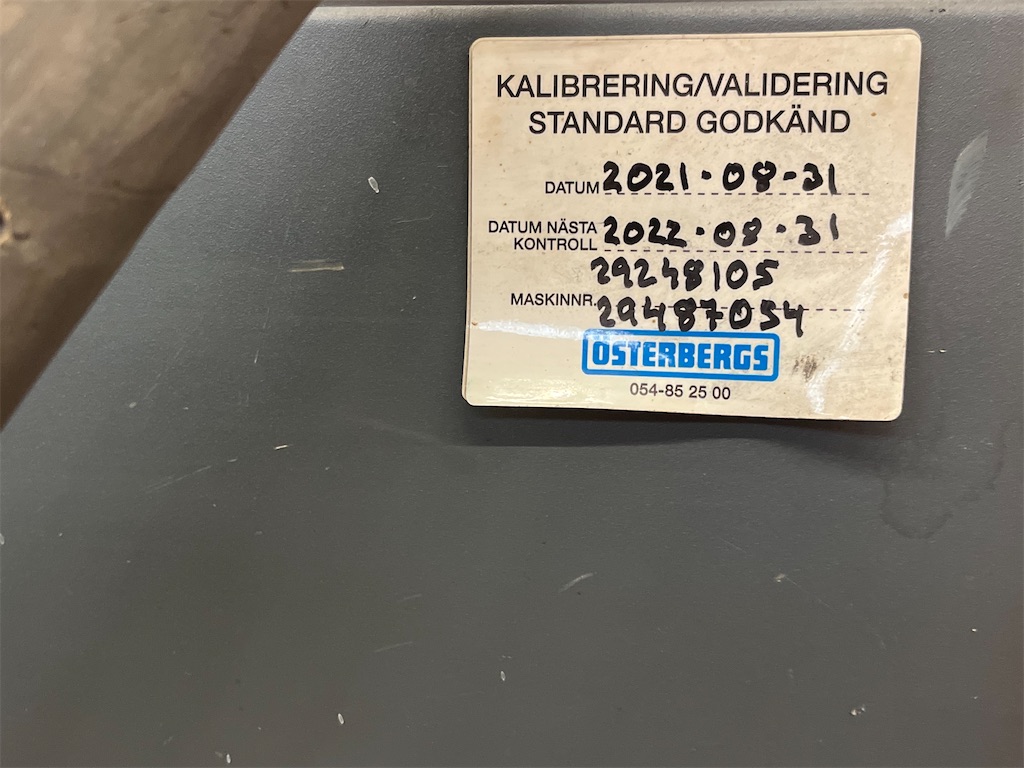 KALIBRERING/VALIDERING
STANDARD GODKÄND
DATUM 2021-08-31
DATUM NÄSTA
KONTROLL 2022-08-31
29248105
MASKINNR.
29487054
ÖSTERBERGS
054-85 25 00